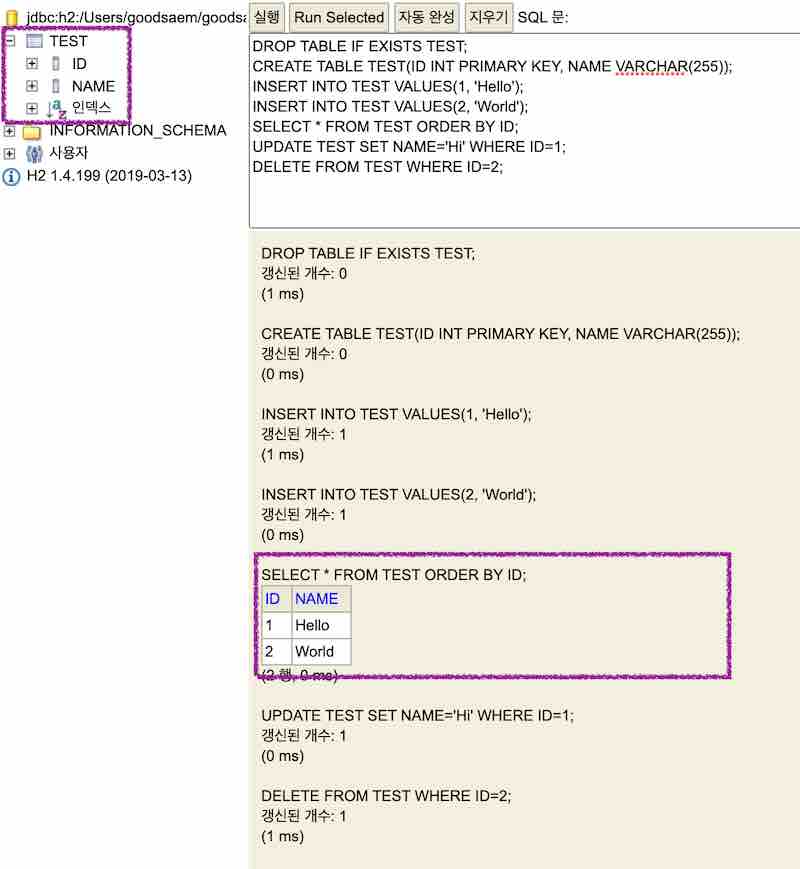 jdbc:h2:/Users/goodsaem/goodsa
TEST
ID
NAME
인덱스
INFORMATION_SCHEMA
사용자
H2 1.4.199 (2019-03-13)
실행 Run Selected 자동 완성 지우기 SQL 문:
DROP TABLE IF EXISTS TEST;
CREATE TABLE TEST(ID INT PRIMARY KEY, NAME VARCHAR(255));
INSERT INTO TEST VALUES(1, 'Hello');
INSERT INTO TEST VALUES(2, 'World');
SELECT * FROM TEST ORDER BY ID;
UPDATE TEST SET NAME='Hi' WHERE ID=1;
DELETE FROM TEST WHERE ID=2;
DROP TABLE IF EXISTS TEST;
갱신된 개수: 0
(1 ms)
CREATE TABLE TEST(ID INT PRIMARY KEY, NAME VARCHAR(255));
갱신된 개수: 0
(0 ms)
INSERT INTO TEST VALUES(1, 'Hello');
갱신된 개수: 1
(1 ms)
INSERT INTO TEST VALUES(2, 'World');
갱신된 개수: 1
(0 ms)
SELECT * FROM TEST ORDER BY ID;
ID NAME
1 Hello
2 World
(2 행, 0 ms)
UPDATE TEST SET NAME='Hi' WHERE ID=1;
갱신된 개수: 1
(0 ms)
DELETE FROM TEST WHERE ID=2;
갱신된 개수: 1
(1 ms)